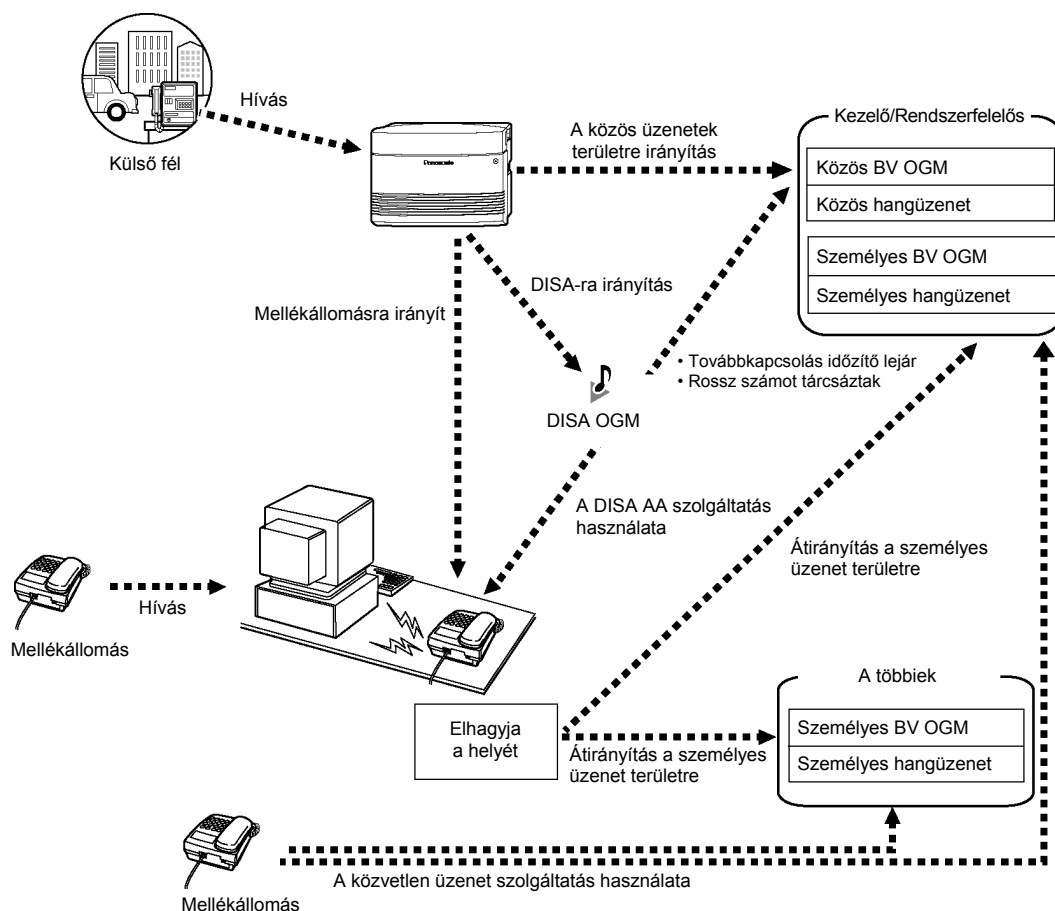 Hívás
Külső fél
Panasonic
A közös üzenetek
területre irányítás
Kezelő/Rendszerfelelős
Közös BV OGM
Közös hangüzenet
Személyes BV OGM
Személyes hangüzenet
Mellékállomásra irányít
DISA-ra irányítás
• Továbbkapcsolás időzítő lejár
• Rossz számot tárcsáztak
DISA OGM
A DISA AA szolgáltatás
használata
Átirányítás a személyes
üzenet területre
Hívás
Mellékállomás
Elhagyja
a helyét
Átirányítás a személyes
üzenet területre
A többiek
Személyes BV OGM
Személyes hangüzenet
A közvetlen üzenet szolgáltatás használata
Mellékállomás